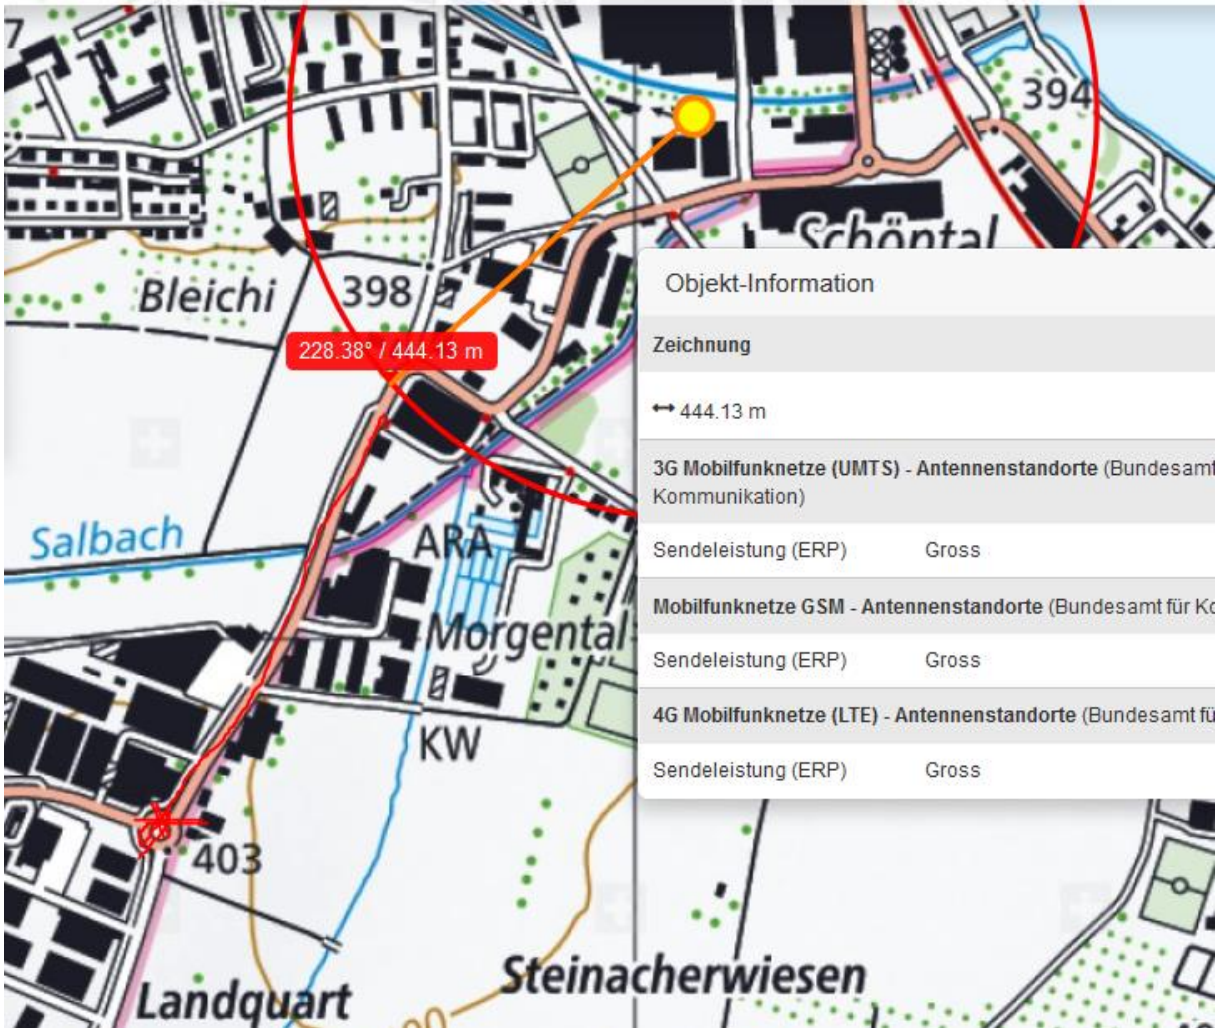 7
394
Schöntal
Bleichi
398
228.38° / 444.13 m
Objekt-Information
Zeichnung
444.13 m
3G Mobilfunknetze (UMTS) - Antennenstandorte (Bundesamt
Kommunikation)
Salbach
ARA
Sendeleistung (ERP) Gross
Mobilfunknetze GSM - Antennenstandorte (Bundesamt für Ko
Morgental
Sendeleistung (ERP) Gross
4G Mobilfunknetze (LTE) - Antennenstandorte (Bundesamt fü
KW
Sendeleistung (ERP) Gross
403
Steinacherwiesen
Landquart